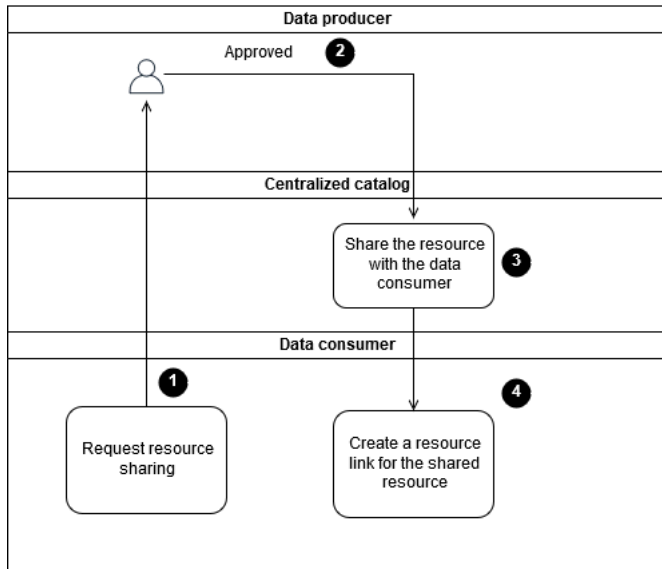 Data producer
Approved
2
Centralized catalog
Share the resource
with the data
consumer
3
Data consumer
1
4
Request resource
sharing
Create a resource
link for the shared
resource